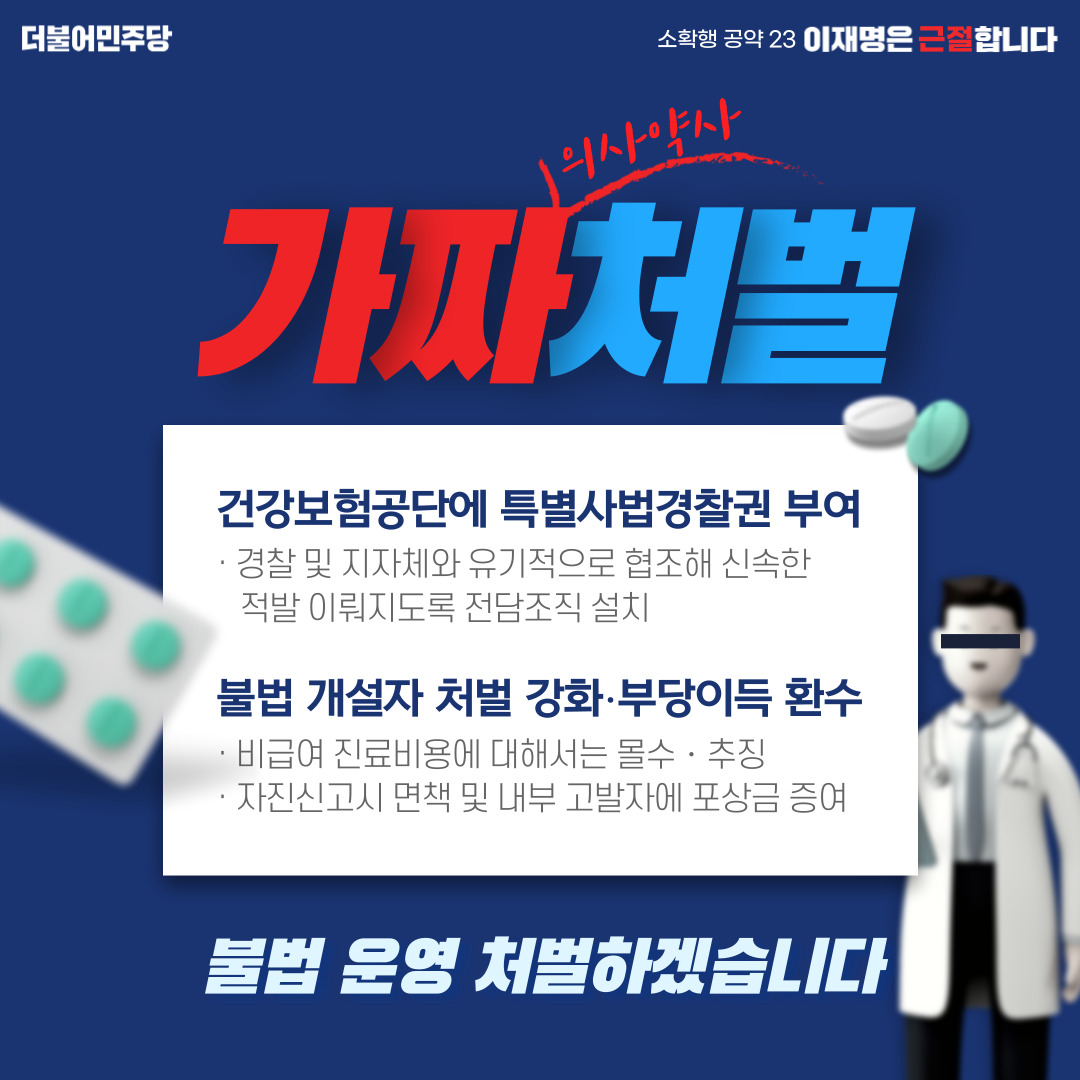 더불어민주당
소확행 공약 23 이재명은 근절합니다
의사약사
가짜처벌
건강보험공단에 특별사법경찰권 부여
· 경찰 및 지자체와 유기적으로 협조해 신속한
적발 이뤄지도록 전담조직 설치
불법 개설자 처벌 강화·부당이득 환수
· 비급여 진료비용에 대해서는 몰수 · 추징
· 자진신고시 면책 및 내부 고발자에 포상금 증여
불법 운영 처벌하겠습니다